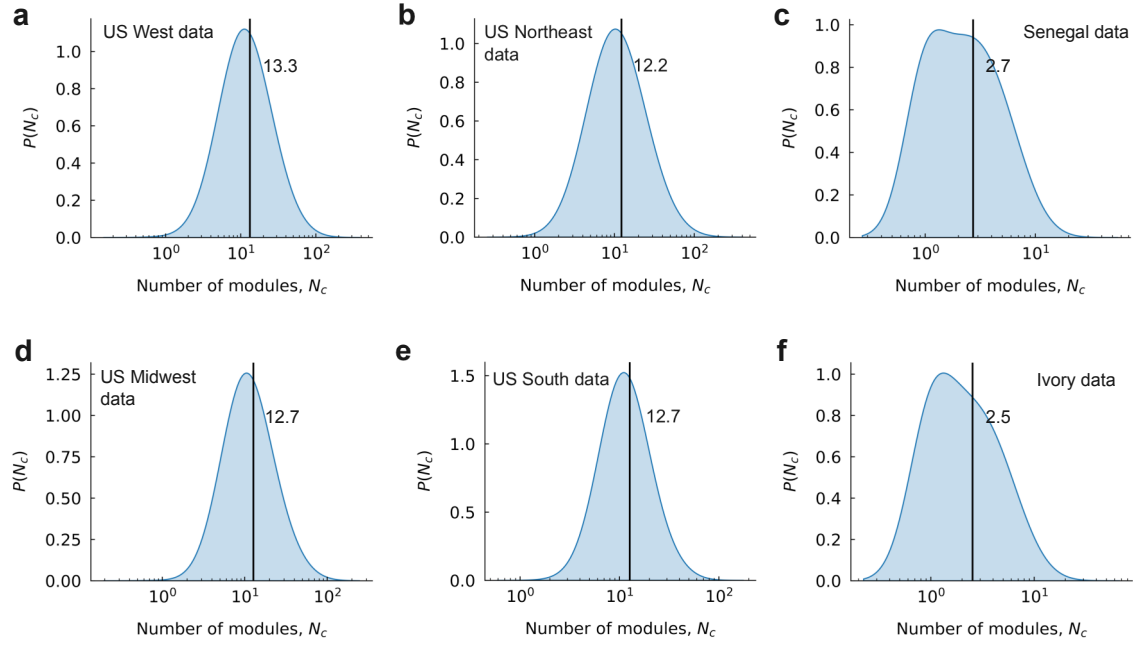 a
US West data
13.3
1.0
0.8
0.6
0.4
0.2
0.0
P(N_c)
10^0
10^1
10^2
Number of modules, N_c
b
US Northeast
data
12.2
1.0
0.8
0.6
0.4
0.2
0.0
P(N_c)
10^0
10^1
10^2
Number of modules, N_c
c
Senegal data
2.7
1.0
0.8
0.6
0.4
0.2
0.0
P(N_c)
10^0
10^1
Number of modules, N_c
d
US Midwest
data
12.7
1.25
1.00
0.75
0.50
0.25
0.00
P(N_c)
10^0
10^1
10^2
Number of modules, N_c
e
US South data
12.7
1.5
1.0
0.5
0.0
P(N_c)
10^0
10^1
10^2
Number of modules, N_c
f
Ivory data
2.5
1.0
0.8
0.6
0.4
0.2
0.0
P(N_c)
10^0
10^1
Number of modules, N_c